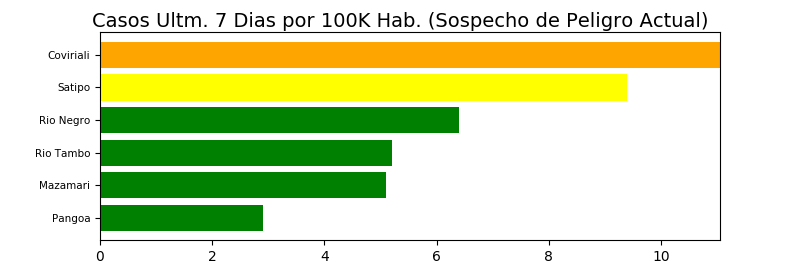 Casos Ultm. 7 Dias por 100K Hab. (Sospecho de Peligro Actual)
Coviriali
Satipo
Rio Negro
Rio Tambo
Mazamari
Pangoa
0 2 4 6 8 10